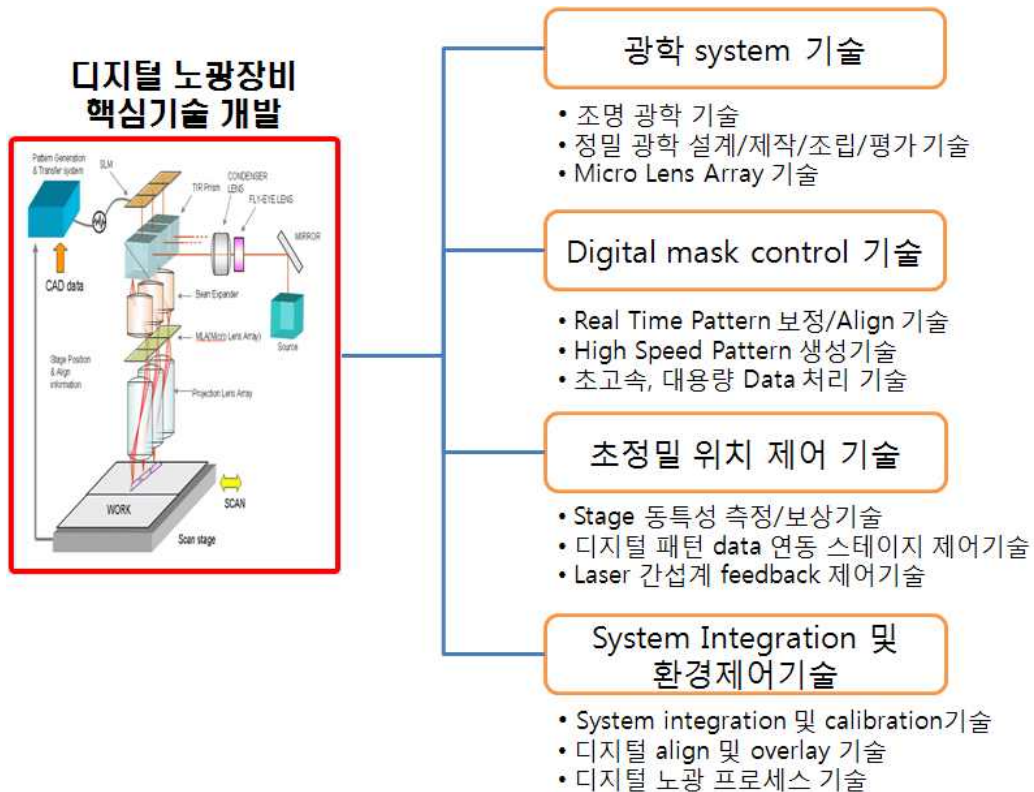 디지털 노광장비
핵심기술 개발
Pattern Generation
& Transfer system
SLM
TIR Prism
CONDENSER
LENS
FLY-EYE LENS
MIRROR
CAD data
Beam Expander
Source
MLA(Micro Lens Array)
Stage Position
& Align
information
Projection Lens Array
WORK
SCAN
Scan stage
광학 system 기술
• 조명 광학 기술
• 정밀 광학 설계/제작/조립/평가 기술
• Micro Lens Array 기술
Digital mask control 기술
• Real Time Pattern 보정/Align 기술
• High Speed Pattern 생성기술
• 초고속, 대용량 Data 처리 기술
초정밀 위치 제어 기술
• Stage 동특성 측정/보상기술
• 디지털 패턴 data 연동 스테이지 제어기술
• Laser 간섭계 feedback 제어기술
System Integration 및
환경제어기술
• System integration 및 calibration기술
• 디지털 align 및 overlay 기술
• 디지털 노광 프로세스 기술